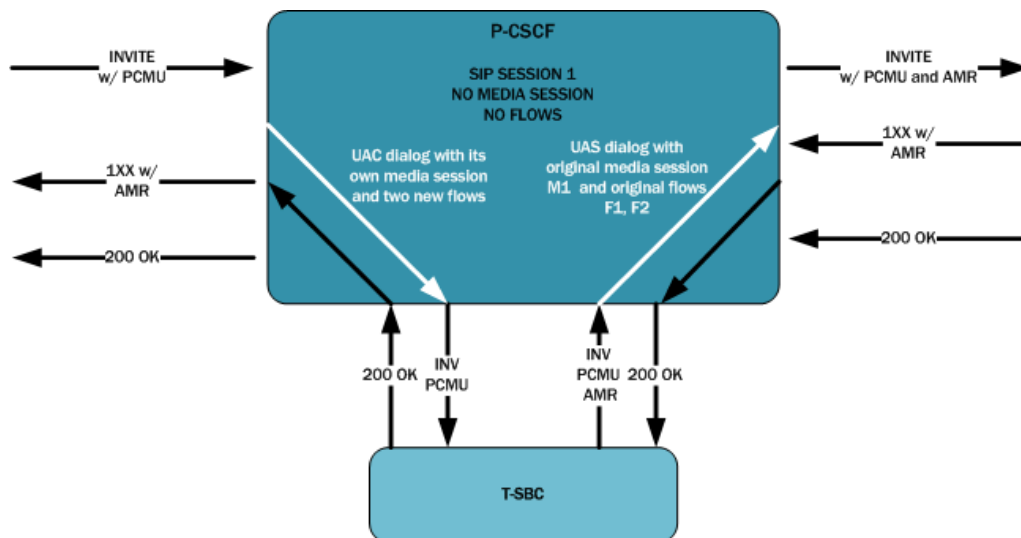 P-CSCF
SIP SESSION 1
NO MEDIA SESSION
NO FLOWS
INVITE
w/ PCMU
INVITE
w/ PCMU and AMR
1XX w/
AMR
1XX w/
AMR
200 OK
200 OK
UAC dialog with its
own media session
and two new flows
UAS dialog with
original media session
M1 and original flows
F1, F2
200 OK
INV
PCMU
INV
PCMU
AMR
200 OK
T-SBC